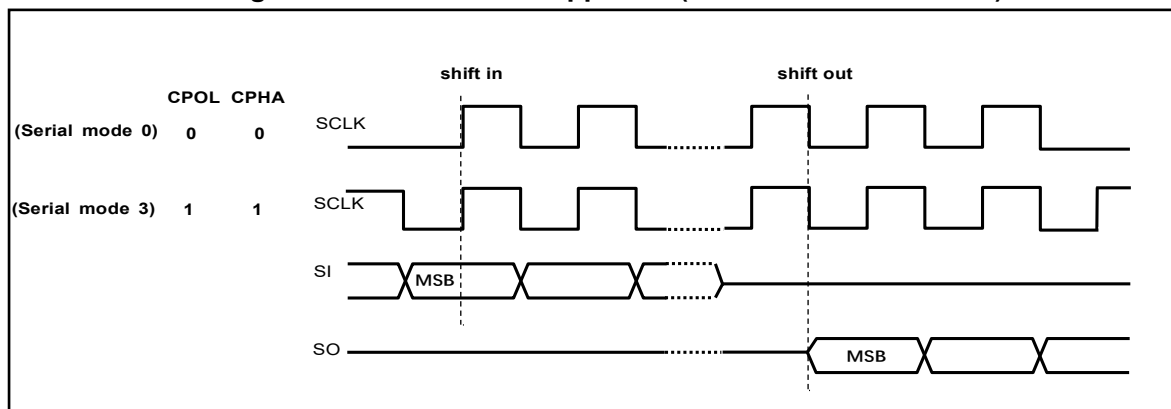 shift in shift out
CPOL CPHA
(Serial mode 0) 0 0 SCLK
(Serial mode 3) 1 1 SCLK
SI MSB
SO MSB